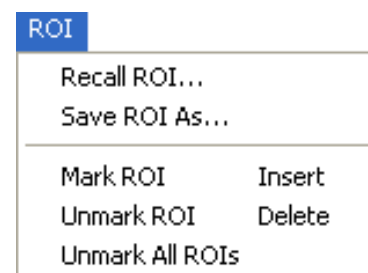 ROI
Recall ROI...
Save ROI As...
Mark ROI Insert
Unmark ROI Delete
Unmark All ROIs